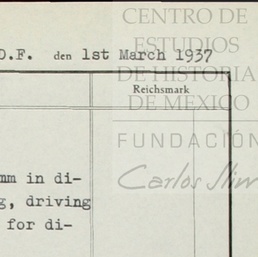 CENTRO DE
ESTUDIOS
D.F. den 1st March 1937
DE HISTORIA
Reichsmark
DE MEXICO
FUNDACIÓN
Carlos Slim
mm in di-
g, driving
for di-